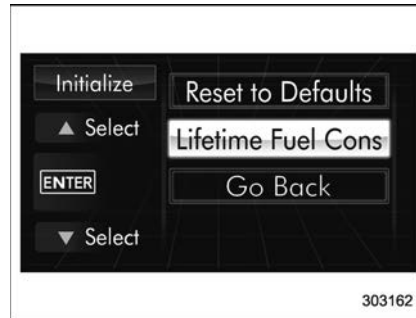 Initialize
Reset to Defaults
▲ Select
Lifetime Fuel Cons
ENTER
Go Back
▼ Select
303162